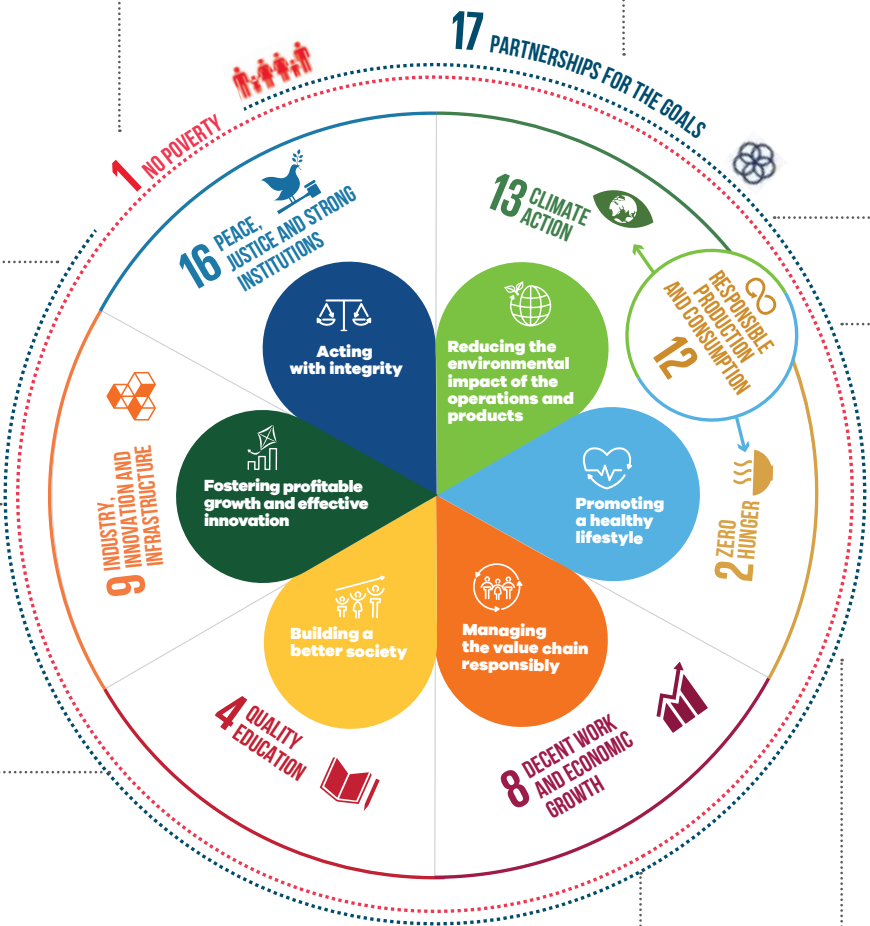 17 PARTNERSHIPS FOR THE GOALS
1 NO POVERTY
16 PEACE,
JUSTICE AND STRONG
INSTITUTIONS
13 CLIMATE
ACTION
RESPONSIBLE
PRODUCTION
AND CONSUMPTION
12
Acting
with integrity
Reducing the
environmental
impact of the
operations and
products
9 INDUSTRY,
INNOVATION AND
INFRASTRUCTURE
Fostering profitable
growth and effective
innovation
Promoting
a healthy
lifestyle
2 ZERO
HUNGER
Building a
better society
Managing
the value chain
responsibly
4 QUALITY
EDUCATION
8 DECENT WORK
AND ECONOMIC
GROWTH